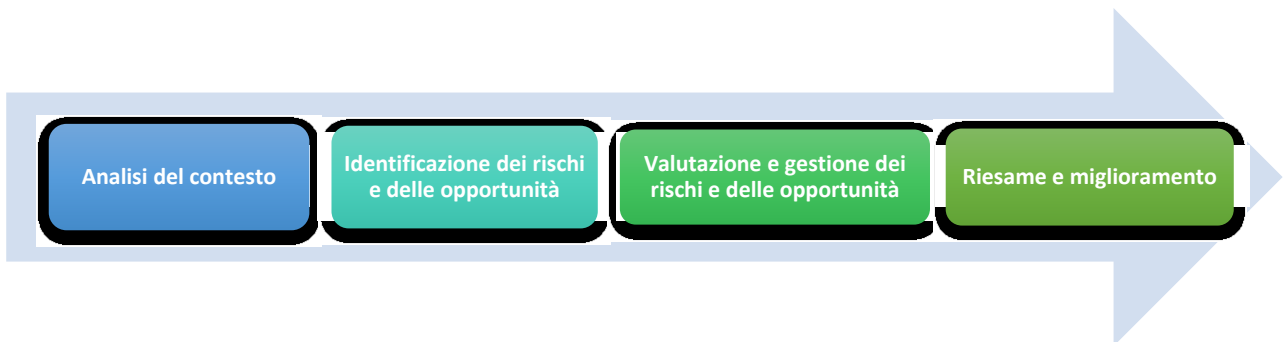 Analisi del contesto
Identificazione dei rischi
e delle opportunità
Valutazione e gestione dei
rischi e delle opportunità
Riesame e miglioramento